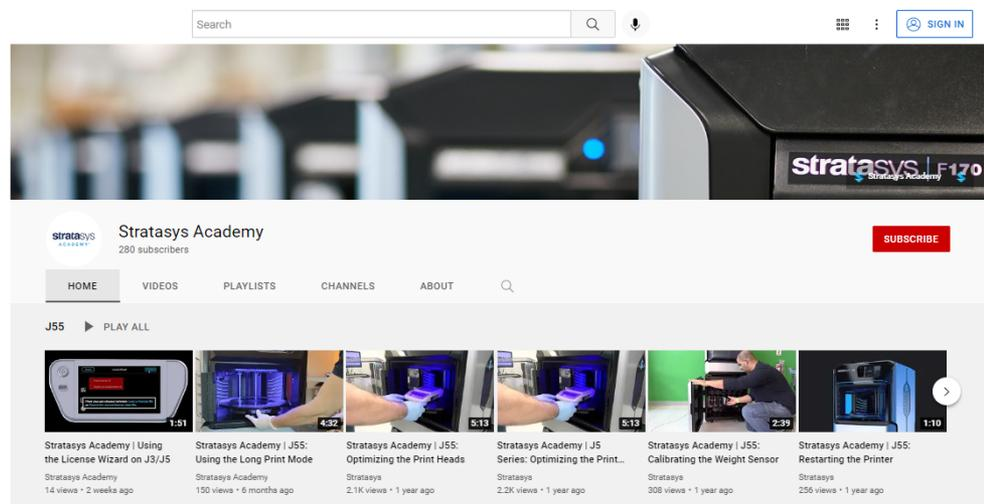 Search
SIGN IN
stratasys | F170
Stratasys Academy
stratasys
ACADEMY
Stratasys Academy
280 subscribers
SUBSCRIBE
HOME
VIDEOS
PLAYLISTS
CHANNELS
ABOUT
J55
PLAY ALL
1:51
4:32
5:13
5:13
2:39
1:10
Stratasys Academy | Using
the License Wizard on J3/J5
Stratasys Academy
14 views • 2 weeks ago
Stratasys Academy | J55:
Using the Long Print Mode
Stratasys Academy
150 views • 6 months ago
Stratasys Academy | J55:
Optimizing the Print Heads
Stratasys
2.1K views • 1 year ago
Stratasys Academy | J5
Series: Optimizing the Print...
Stratasys
2.2K views • 1 year ago
Stratasys Academy | J55:
Calibrating the Weight Sensor
Stratasys
308 views • 1 year ago
Stratasys Academy | J55:
Restarting the Printer
Stratasys
256 views • 1 year ago